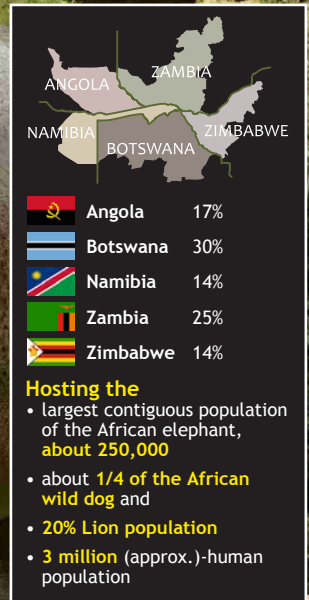 ANGOLA
ZAMBIA
NAMIBIA
BOTSWANA
ZIMBABWE
Angola 17%
Botswana 30%
Namibia 14%
Zambia 25%
Zimbabwe 14%
Hosting the
• largest contiguous population
of the African elephant,
about 250,000
• about 1/4 of the African
wild dog and
• 20% Lion population
• 3 million (approx.)-human
population